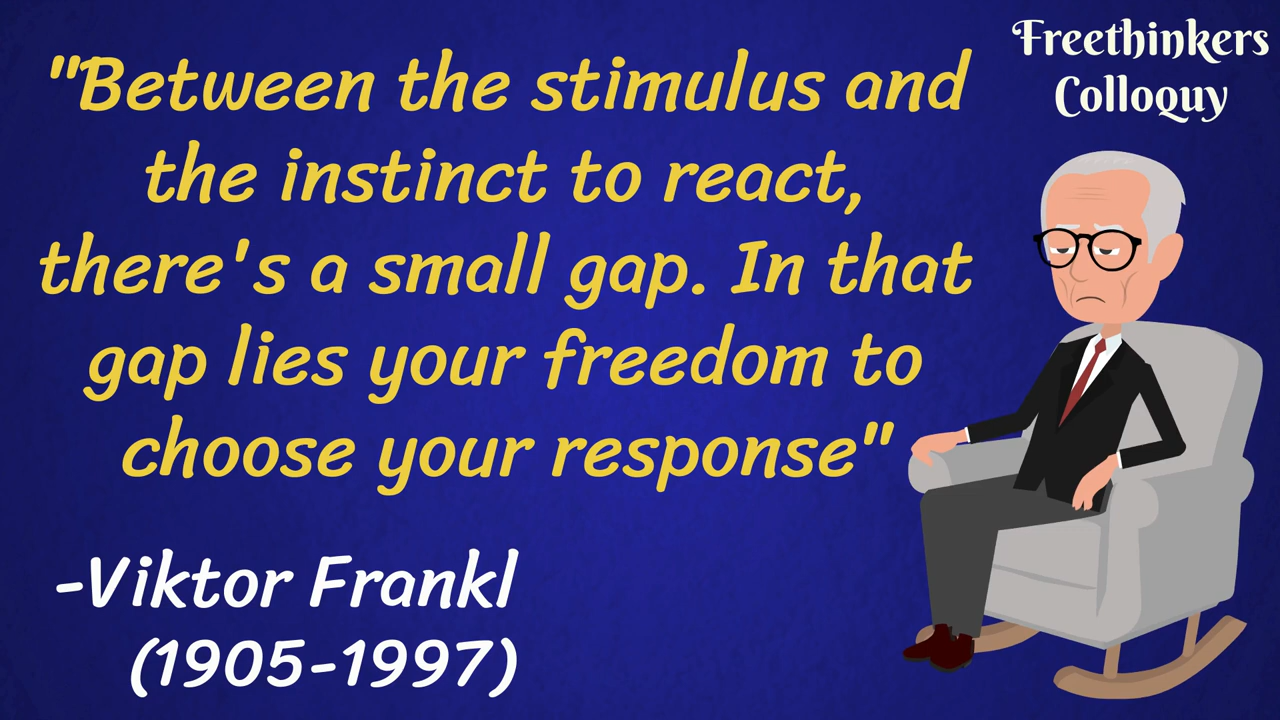 "Between the stimulus and
the instinct to react,
there's a small gap. In that
gap lies your freedom to
choose your response"
-Viktor Frankl
(1905-1997)
Freethinkers
Colloquy